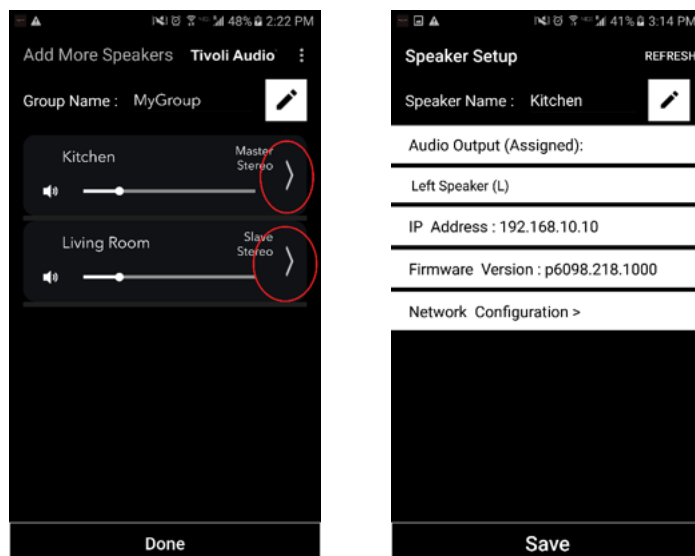 48% 2:22 PM
Add More Speakers Tivoli Audio
Group Name : MyGroup
Kitchen
Master
Stereo
Living Room
Slave
Stereo
Done
41% 3:14 PM
Speaker Setup
REFRESH
Speaker Name : Kitchen
Audio Output (Assigned):
Left Speaker (L)
IP Address : 192.168.10.10
Firmware Version : p6098.218.1000
Network Configuration >
Save